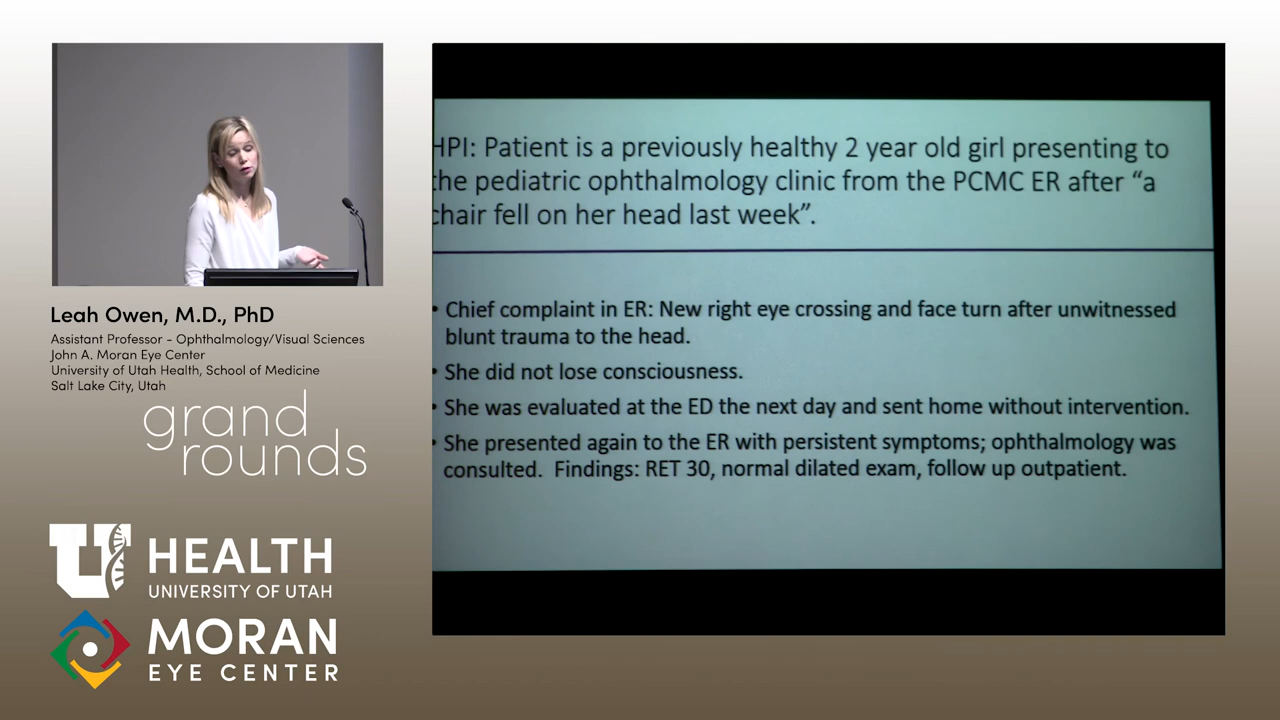 HPI: Patient is a previously healthy 2 year old girl presenting to
the pediatric ophthalmology clinic from the PCMC ER after “a
chair fell on her head last week”.
• Chief complaint in ER: New right eye crossing and face turn after unwitnessed
blunt trauma to the head.
• She did not lose consciousness.
• She was evaluated at the ED the next day and sent home without intervention.
• She presented again to the ER with persistent symptoms; ophthalmology was
consulted. Findings: RET 30, normal dilated exam, follow up outpatient.
Leah Owen, M.D., PhD
Assistant Professor - Ophthalmology/Visual Sciences
John A. Moran Eye Center
University of Utah Health, School of Medicine
Salt Lake City, Utah
grand
rounds
U HEALTH
UNIVERSITY OF UTAH
MORAN
EYE CENTER